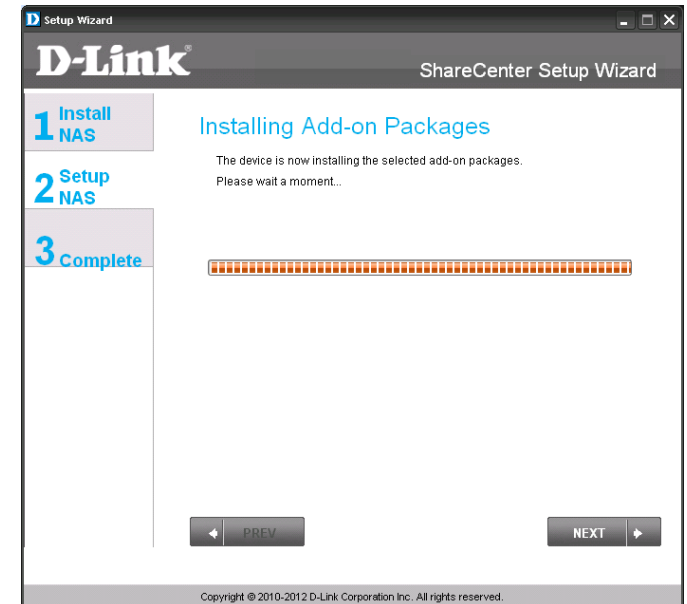 Setup Wizard
D-Link®
ShareCenter Setup Wizard
1 Install NAS
2 Setup NAS
3 Complete
Installing Add-on Packages
The device is now installing the selected add-on packages.
Please wait a moment...
PREV
NEXT
Copyright © 2010-2012 D-Link Corporation Inc. All rights reserved.